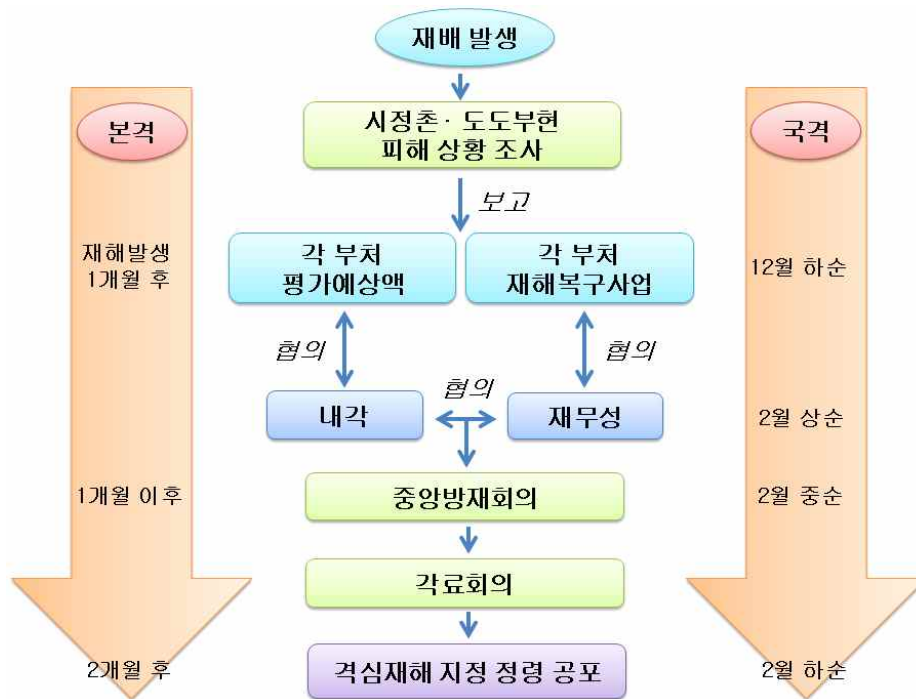 재배 발생
본격
시정촌· 도도부현
피해 상황 조사
국격
보고
재해발생
1개월 후
각 부처
평가예상액
각 부처
재해복구사업
12월 하순
협의
협의
협의
내각
재무성
2월 상순
1개월 이후
중앙방재회의
2월 중순
각료회의
2개월 후
격심재해 지정 정령 공포
2월 하순